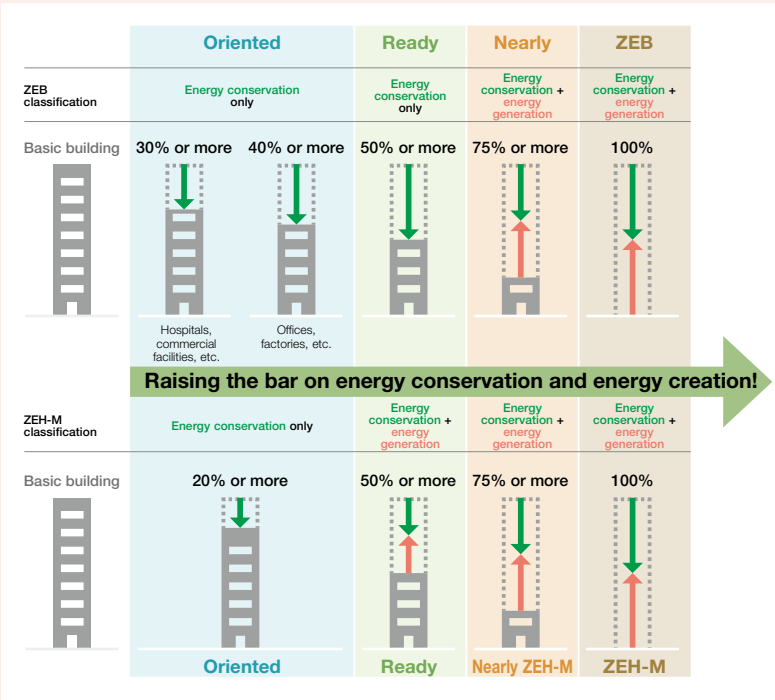 Oriented
Ready
Nearly
ZEB
ZEB
classification
Energy conservation
only
Energy
conservation
only
Energy
conservation +
energy
generation
Energy
conservation +
energy
generation
Basic building
30% or more
40% or more
50% or more
75% or more
100%
Hospitals,
commercial
facilities, etc.
Offices,
factories, etc.
Raising the bar on energy conservation and energy creation!
ZEH-M
classification
Energy conservation only
Energy
conservation +
energy
generation
Energy
conservation +
energy
generation
Energy
conservation +
energy
generation
Basic building
20% or more
50% or more
75% or more
100%
Oriented
Ready
Nearly ZEH-M
ZEH-M